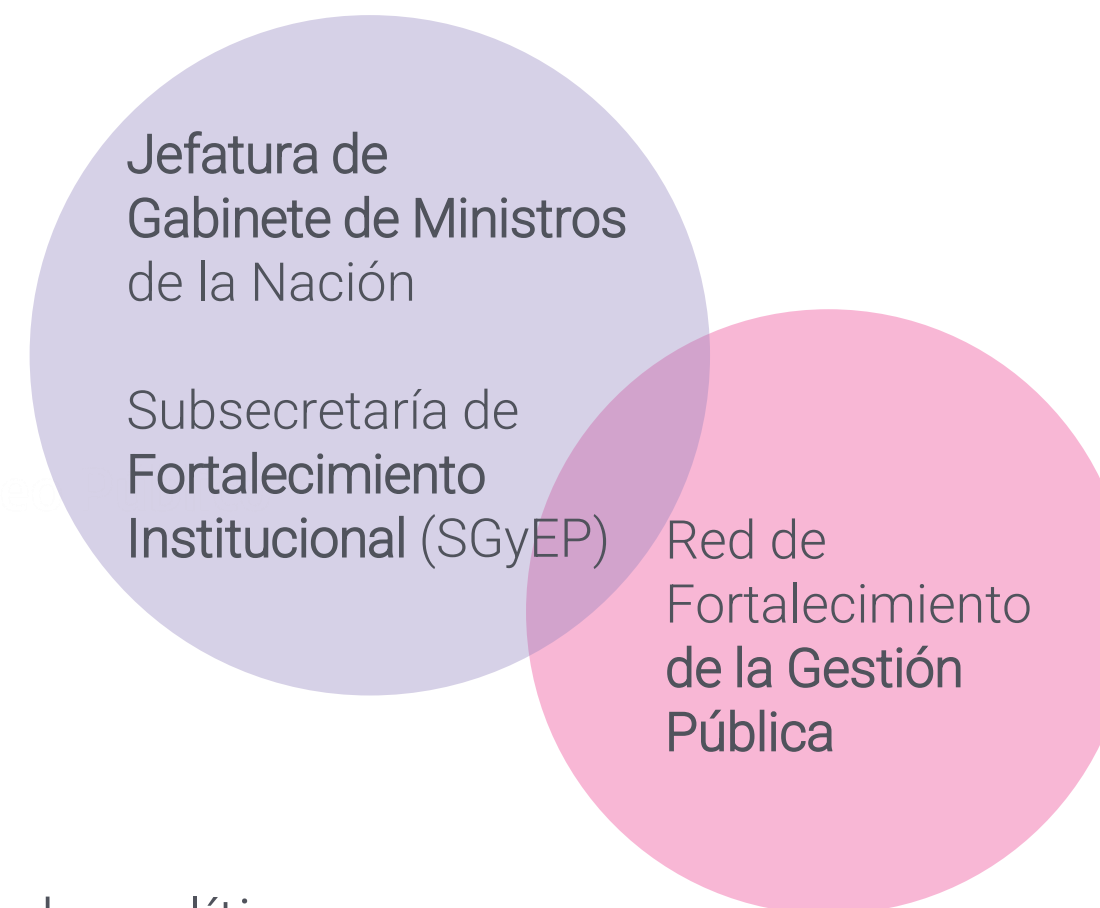 Jefatura de
Gabinete de Ministros
de la Nación
Subsecretaría de
Fortalecimiento
Institucional (SGyEP)
Red de
Fortalecimiento
de la Gestión
Pública